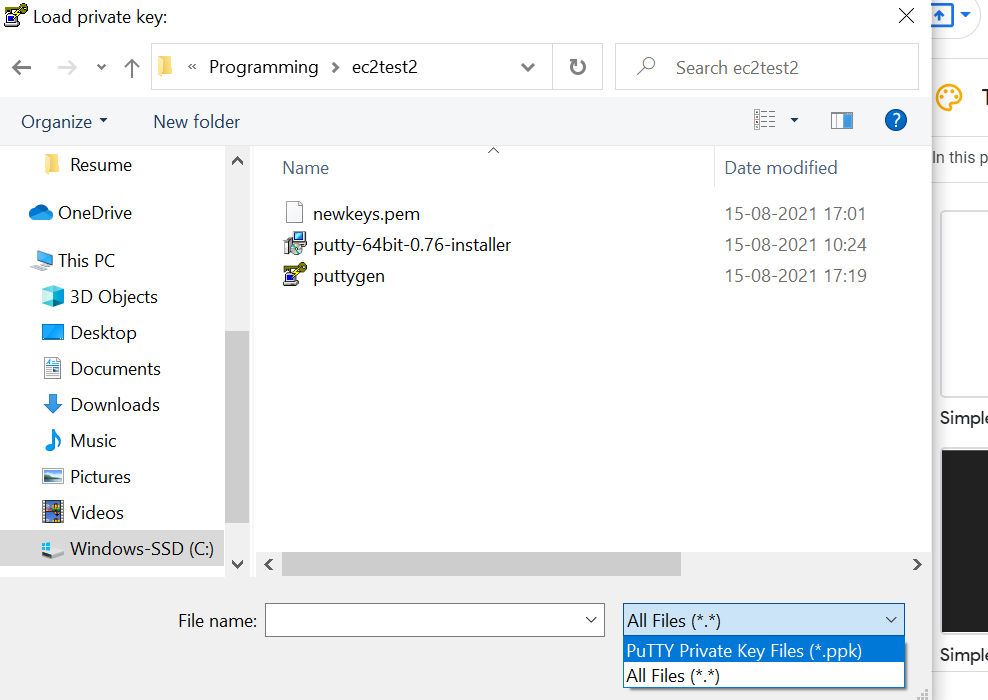 Load private key:
« Programming > ec2test2
Search ec2test2
Organize
New folder
?
In this p
Name
Date modified
Resume
OneDrive
This PC
3D Objects
Desktop
Documents
Downloads
Music
Pictures
Videos
Windows-SSD (C:)
newkeys.pem 15-08-2021 17:01
putty-64bit-0.76-installer 15-08-2021 10:24
puttygen 15-08-2021 17:19
Simple
Simple
File name:
All Files (*.*)
PuTTY Private Key Files (*.ppk)
All Files (*.*)